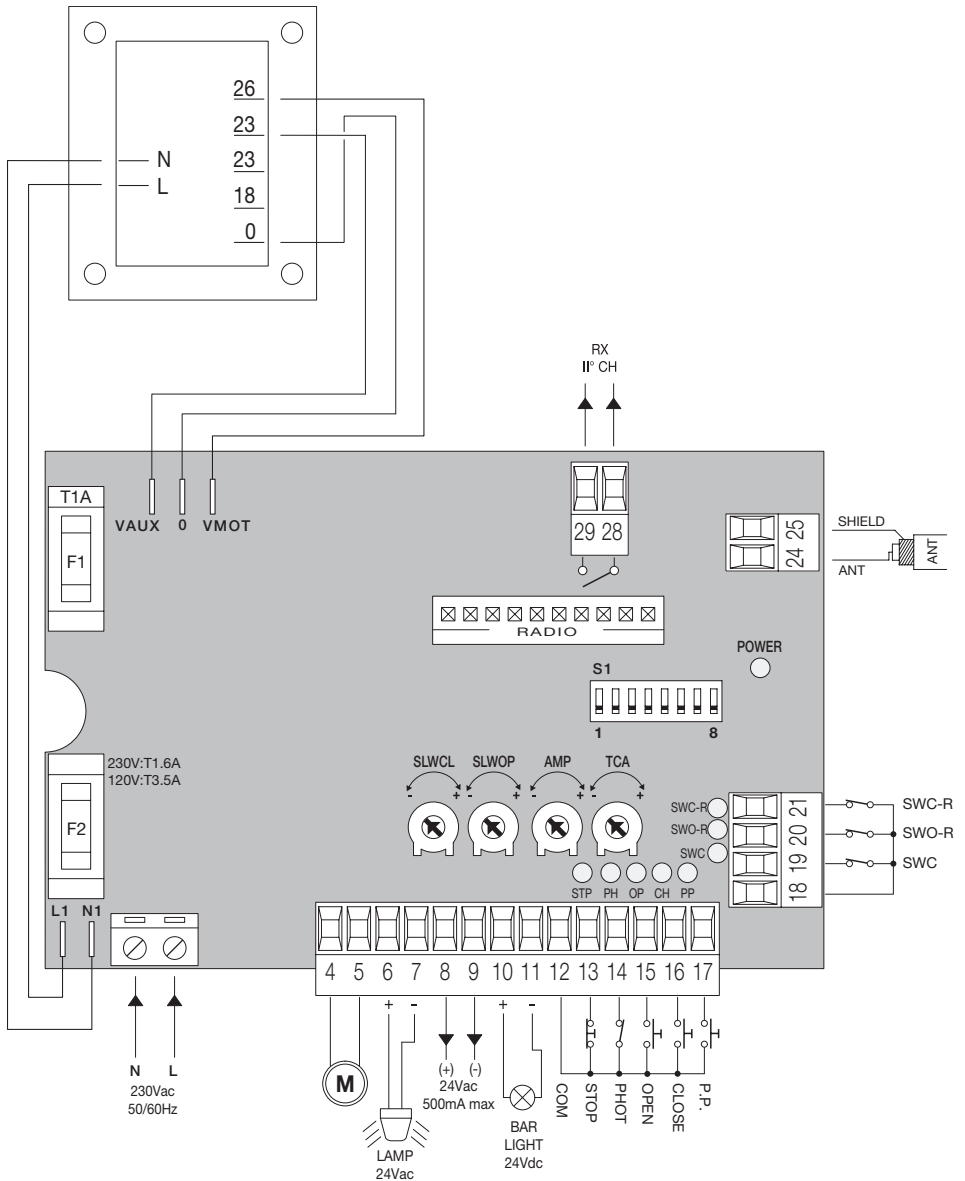 26
23
23
18
0
N
L
RX
II° CH
T1A
F1
VAUX 0 VMOT
29 28
RADIO
24 25
SHIELD
ANT
ANT
POWER
S1
1 8
230V:T1.6A
120V:T3.5A
F2
SLWCL SLWOP AMP TCA
- + - + - + - +
SWC-R
SWO-R
SWC
18 19 20 21
SWC-R
SWO-R
SWC
STP PH OP CH PP
L1 N1
4 5 6 7 8 9 10 11 12 13 14 15 16 17
+ - + -
N L
230Vac
50/60Hz
M
LAMP
24Vac
(+) (-)
24Vac
500mA max
BAR
LIGHT
24Vdc
COM
STOP
PHOT
OPEN
CLOSE
P.P.